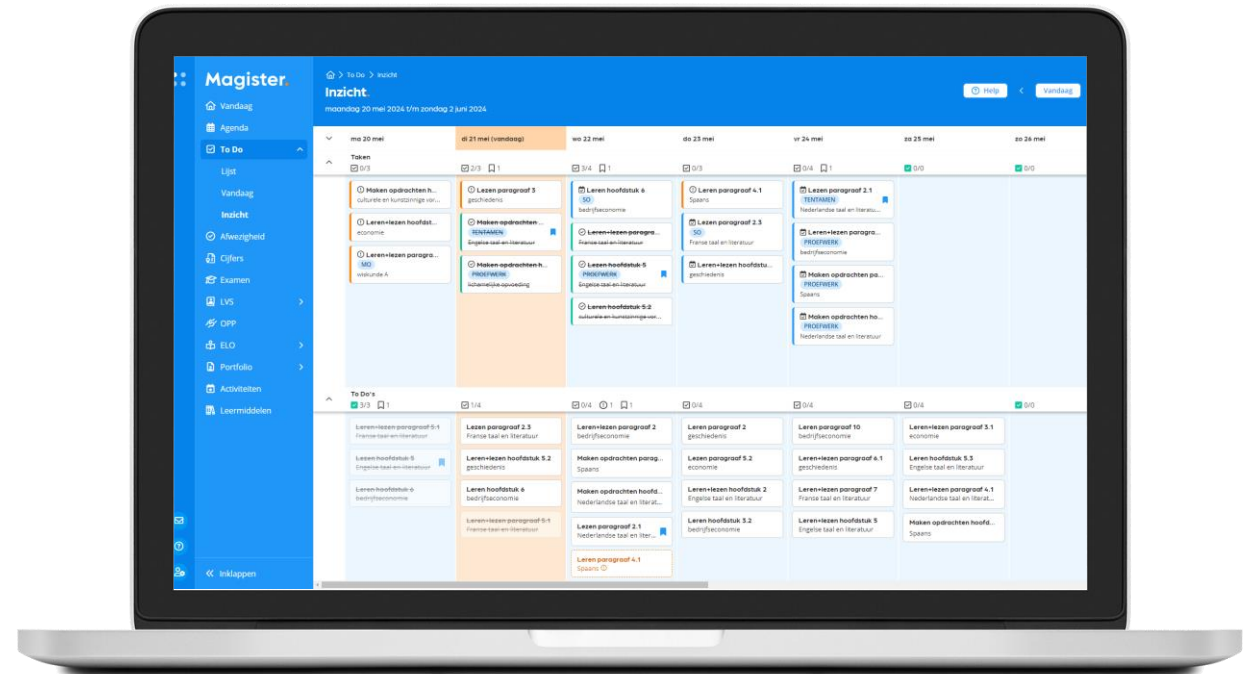 Magister.
Vandaag
Agenda
To Do
Lijst
Vandaag
Inzicht
Afwezigheid
Cijfers
Examen
LVS
OPP
ELO
Portfolio
Activiteiten
Leermiddelen
Inklappen
To Do > Inzicht
Inzicht.
maandag 20 mei 2024 t/m zondag 2 juni 2024
Help
Vandaag
ma 20 mei
di 21 mei (vandaag)
wo 22 mei
do 23 mei
vr 24 mei
za 25 mei
zo 26 mei
Taken
0/3
2/3 1
3/4 1
0/3
0/4 1
0/0
0/0
Maken opdrachten h...
culturele en kunstzinnige vor...
Leren+lezen hoofdst...
economie
Leren+lezen paragra...
MO
wiskunde A
Lezen paragraaf 3
geschiedenis
Maken opdrachten ...
TENTAMEN
Engelse taal en literatuur
Maken opdrachten h...
PROEFWERK
lichamelijke opvoeding
Leren hoofdstuk 6
SO
bedrijfseconomie
Leren+lezen paragra...
Franse taal en literatuur
Lezen hoofdstuk 5
PROEFWERK
Engelse taal en literatuur
Leren hoofdstuk 5.2
culturele en kunstzinnige vor...
Leren paragraaf 4.1
Spaans
Lezen paragraaf 2.3
SO
Franse taal en literatuur
Leren+lezen hoofdstu...
geschiedenis
Lezen paragraaf 2.1
TENTAMEN
Nederlandse taal en literatu...
Leren+lezen paragra...
PROEFWERK
bedrijfseconomie
Maken opdrachten pa...
PROEFWERK
Spaans
Maken opdrachten ho...
PROEFWERK
Nederlandse taal en literatuur
To Do's
3/3 1
1/4
0/4 1 1
0/4
0/4
0/4
0/0
Leren+lezen paragraaf 5.1
Franse taal en literatuur
Lezen hoofdstuk 5
Engelse taal en literatuur
Leren hoofdstuk 6
bedrijfseconomie
Lezen paragraaf 2.3
Franse taal en literatuur
Leren+lezen hoofdstuk 5.2
geschiedenis
Leren hoofdstuk 6
bedrijfseconomie
Leren+lezen paragraaf 5.1
Franse taal en literatuur
Leren+lezen paragraaf 2
bedrijfseconomie
Maken opdrachten parag...
Spaans
Maken opdrachten hoofd...
Nederlandse taal en literat...
Lezen paragraaf 2.1
Nederlandse taal en liter...
Leren paragraaf 4.1
Spaans
Leren paragraaf 2
geschiedenis
Lezen paragraaf 5.2
economie
Leren+lezen hoofdstuk 2
Engelse taal en literatuur
Leren hoofdstuk 3.2
bedrijfseconomie
Leren paragraaf 10
bedrijfseconomie
Leren+lezen paragraaf 6.1
geschiedenis
Leren+lezen paragraaf 7
Franse taal en literatuur
Leren+lezen hoofdstuk 5
Engelse taal en literatuur
Leren+lezen paragraaf 3.1
economie
Leren hoofdstuk 5.3
Engelse taal en literatuur
Leren+lezen paragraaf 4.1
Nederlandse taal en literat...
Maken opdrachten hoofd...
Spaans